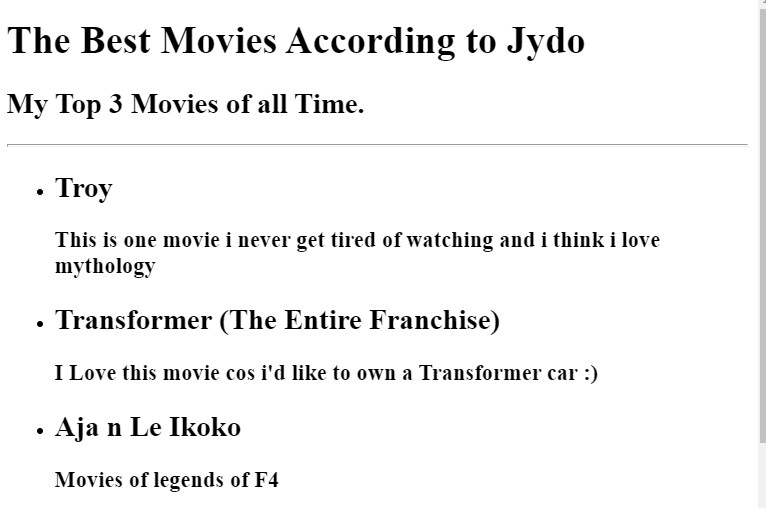 The Best Movies According to Jydo
My Top 3 Movies of all Time.
Troy
This is one movie i never get tired of watching and i think i love
mythology
Transformer (The Entire Franchise)
I Love this movie cos i'd like to own a Transformer car :)
Aja n Le Ikoko
Movies of legends of F4